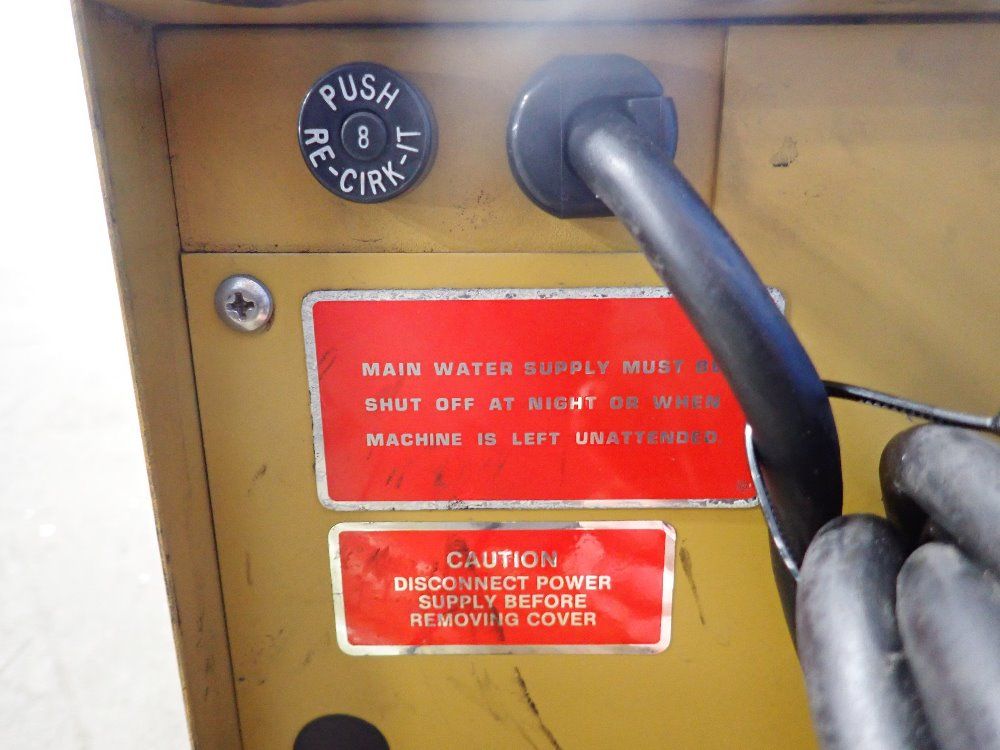 PUSH
8
RE-CIRK-IT
MAIN WATER SUPPLY MUST
SHUT OFF AT NIGHT OR WHEN
MACHINE IS LEFT UNATTENDED.
CAUTION
DISCONNECT POWER
SUPPLY BEFORE
REMOVING COVER